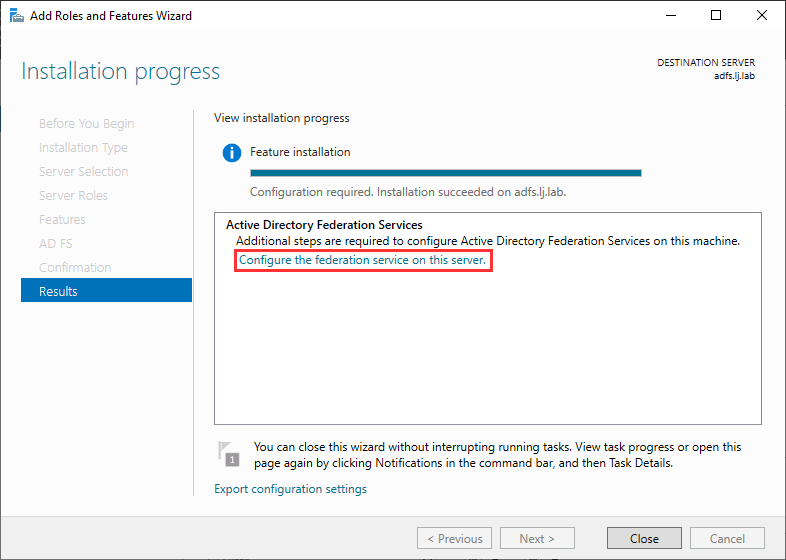 Add Roles and Features Wizard
Installation progress
DESTINATION SERVER
adfs.lj.lab
Before You Begin
Installation Type
Server Selection
Server Roles
Features
AD FS
Confirmation
Results
View installation progress
Feature installation
Configuration required. Installation succeeded on adfs.lj.lab.
Active Directory Federation Services
Additional steps are required to configure Active Directory Federation Services on this machine.
Configure the federation service on this server.
1
You can close this wizard without interrupting running tasks. View task progress or open this
page again by clicking Notifications in the command bar, and then Task Details.
Export configuration settings
< Previous
Next >
Close
Cancel